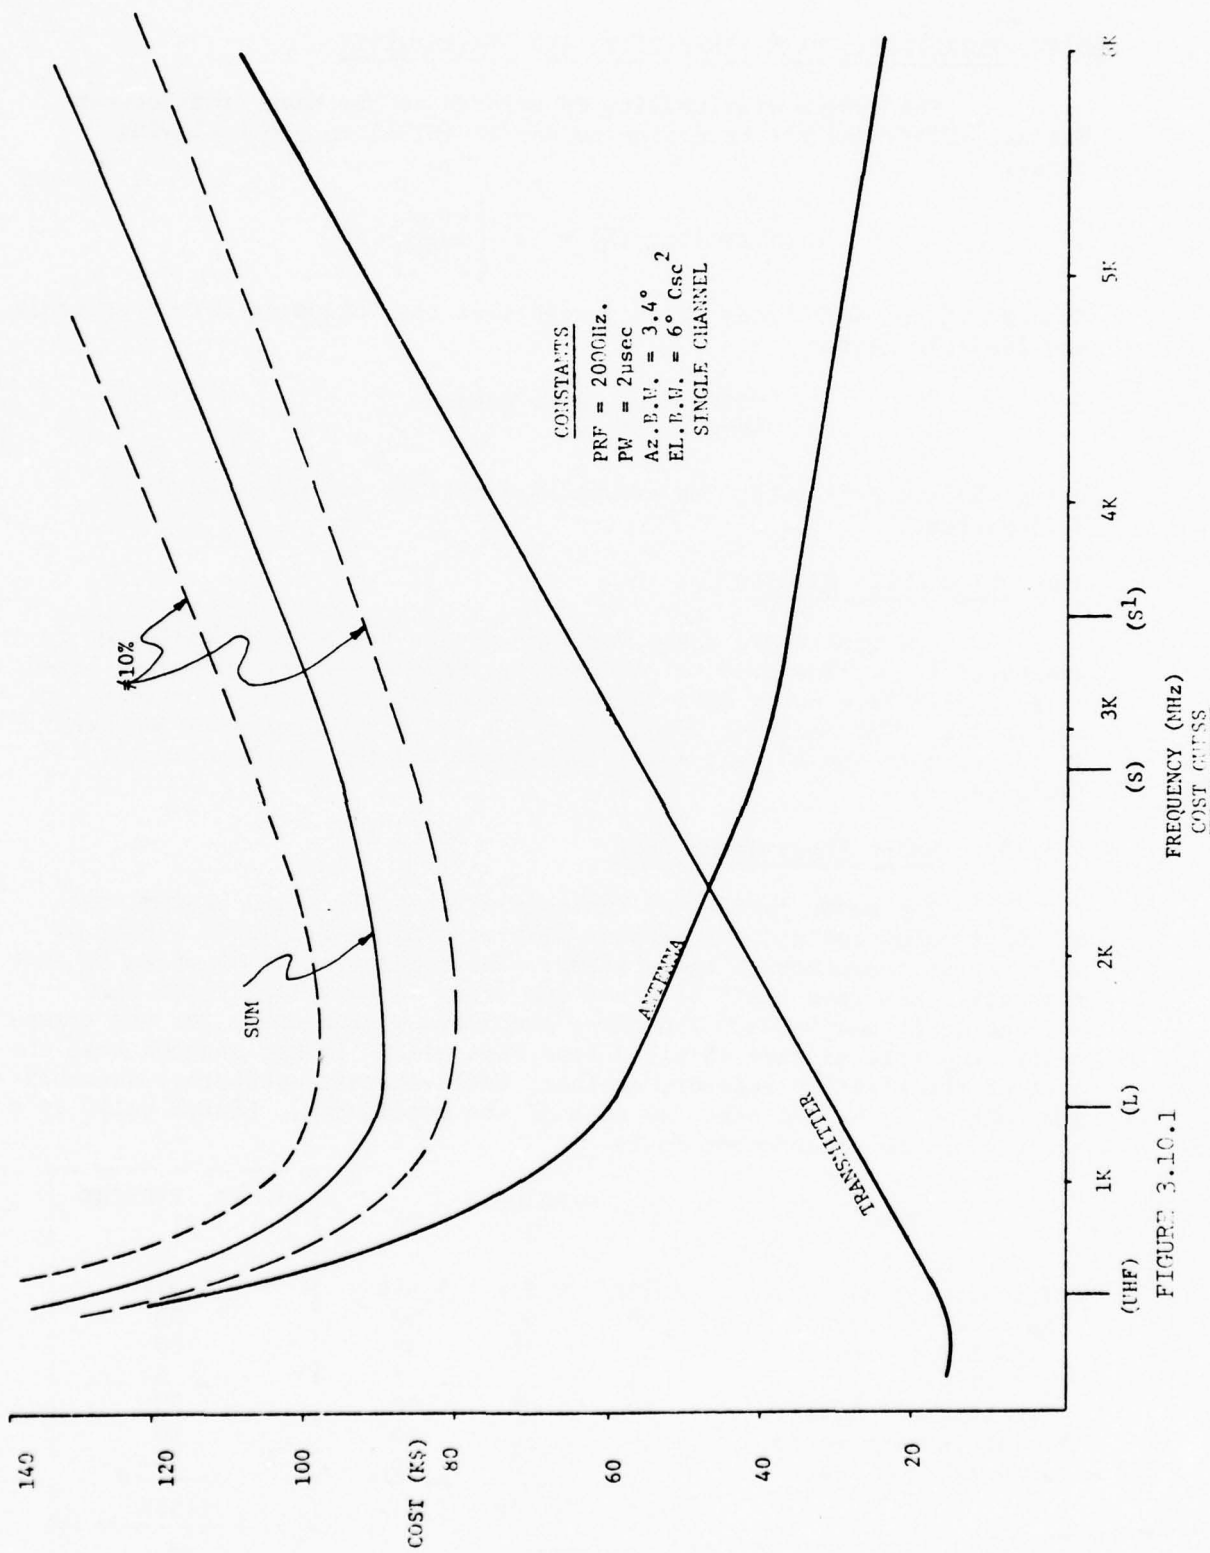 COST (K$)
140
120
100
80
60
40
20
SUM
≠10%
CONSTANTS
PRF = 2000Hz.
PW = 2μsec
Az.B.W. = 3.4°
EL.B.W. = 6° Csc²
SINGLE CHANNEL
ANTENNA
TRANSMITTER
(UHF)
1K
(L)
2K
(S)
3K
(S¹)
4K
5K
6K
FREQUENCY (MHz)
COST GUESS
FIGURE 3.10.1